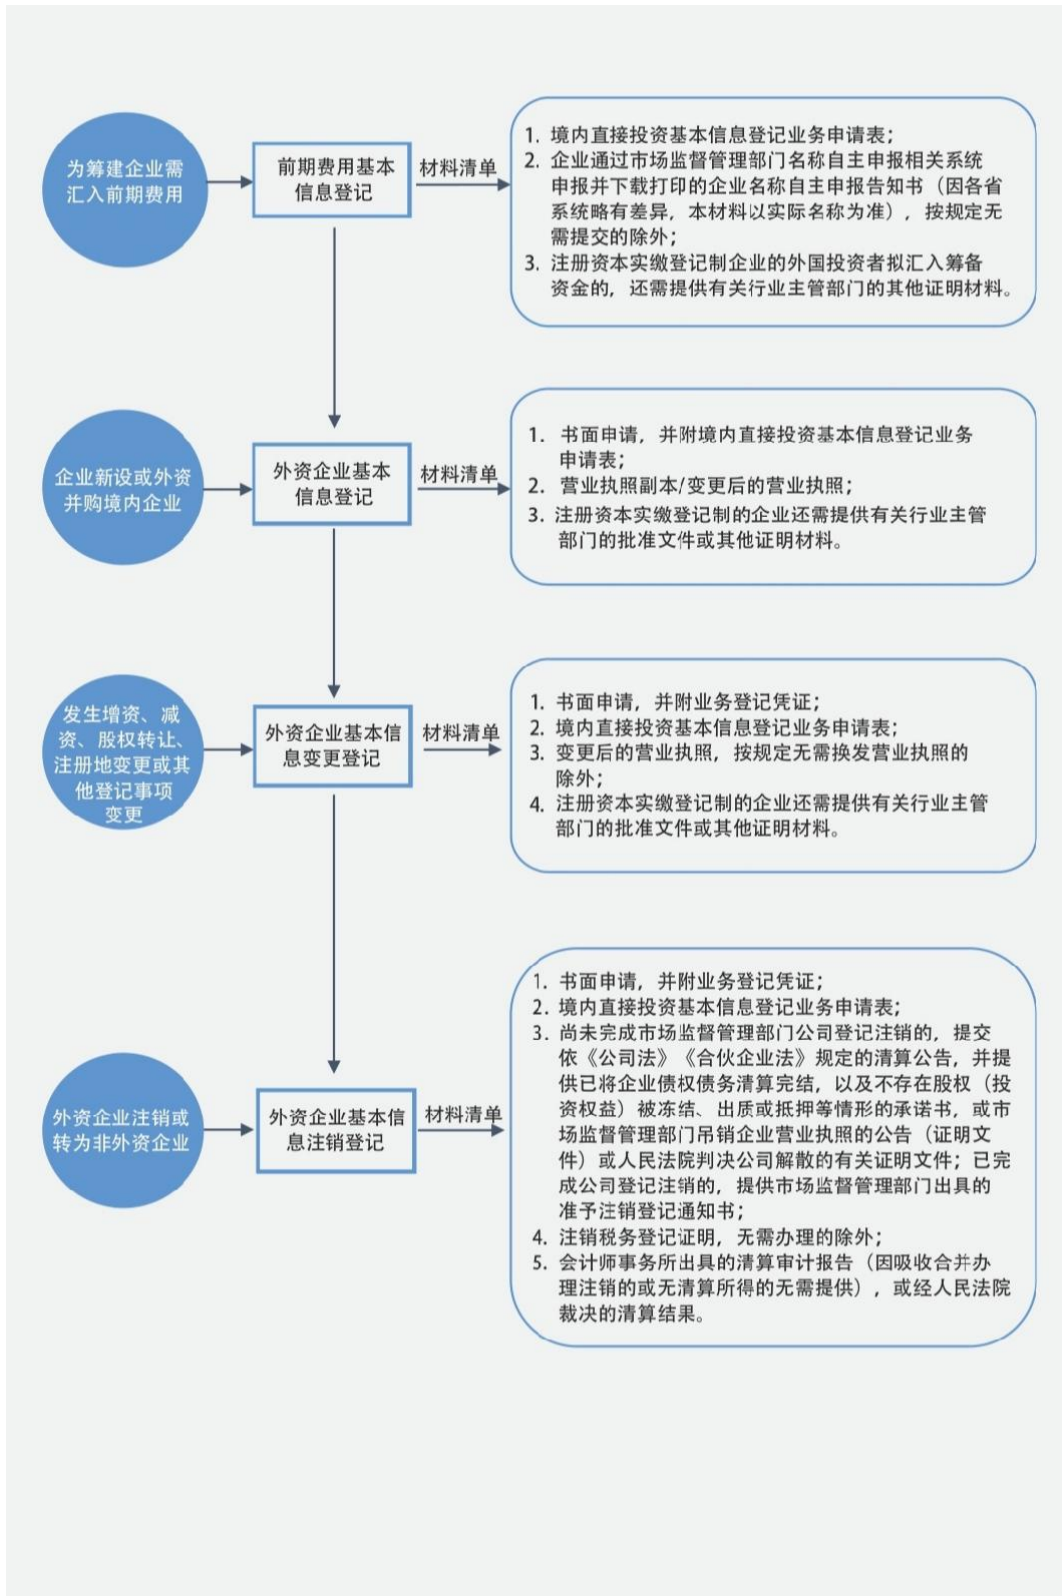 为筹建企业需
汇入前期费用
前期费用基本
信息登记
材料清单
1. 境内直接投资基本信息登记业务申请表；
2. 企业通过市场监督管理部门名称自主申报相关系统
申报并下载打印的企业名称自主申报告知书（因各省
系统略有差异，本材料以实际名称为准），按规定无
需提交的除外；
3. 注册资本实缴登记制企业的外国投资者拟汇入筹备
资金的，还需提供有关行业主管部门的其他证明材料。
企业新设或外资
并购境内企业
外资企业基本
信息登记
材料清单
1. 书面申请，并附境内直接投资基本信息登记业务
申请表；
2. 营业执照副本/变更后的营业执照；
3. 注册资本实缴登记制的企业还需提供有关行业主管
部门的批准文件或其他证明材料。
发生增资、减
资、股权转让、
注册地变更或其
他登记事项
变更
外资企业基本信
息变更登记
材料清单
1. 书面申请，并附业务登记凭证；
2. 境内直接投资基本信息登记业务申请表；
3. 变更后的营业执照，按规定无需换发营业执照的
除外；
4. 注册资本实缴登记制的企业还需提供有关行业主管
部门的批准文件或其他证明材料。
外资企业注销或
转为非外资企业
外资企业基本信
息注销登记
材料清单
1. 书面申请，并附业务登记凭证；
2. 境内直接投资基本信息登记业务申请表；
3. 尚未完成市场监督管理部门公司登记注销的，提交
依《公司法》《合伙企业法》规定的清算公告，并提
供已将企业债权债务清算完结，以及不存在股权（投
资权益）被冻结、出质或抵押等情形的承诺书，或市
场监督管理部门吊销企业营业执照的公告（证明文
件）或人民法院判决公司解散的有关证明文件；已完
成公司登记注销的，提供市场监督管理部门出具的
准予注销登记通知书；
4. 注销税务登记证明，无需办理的除外；
5. 会计师事务所出具的清算审计报告（因吸收合并办
理注销的或无清算所得的无需提供），或经人民法院
裁决的清算结果。